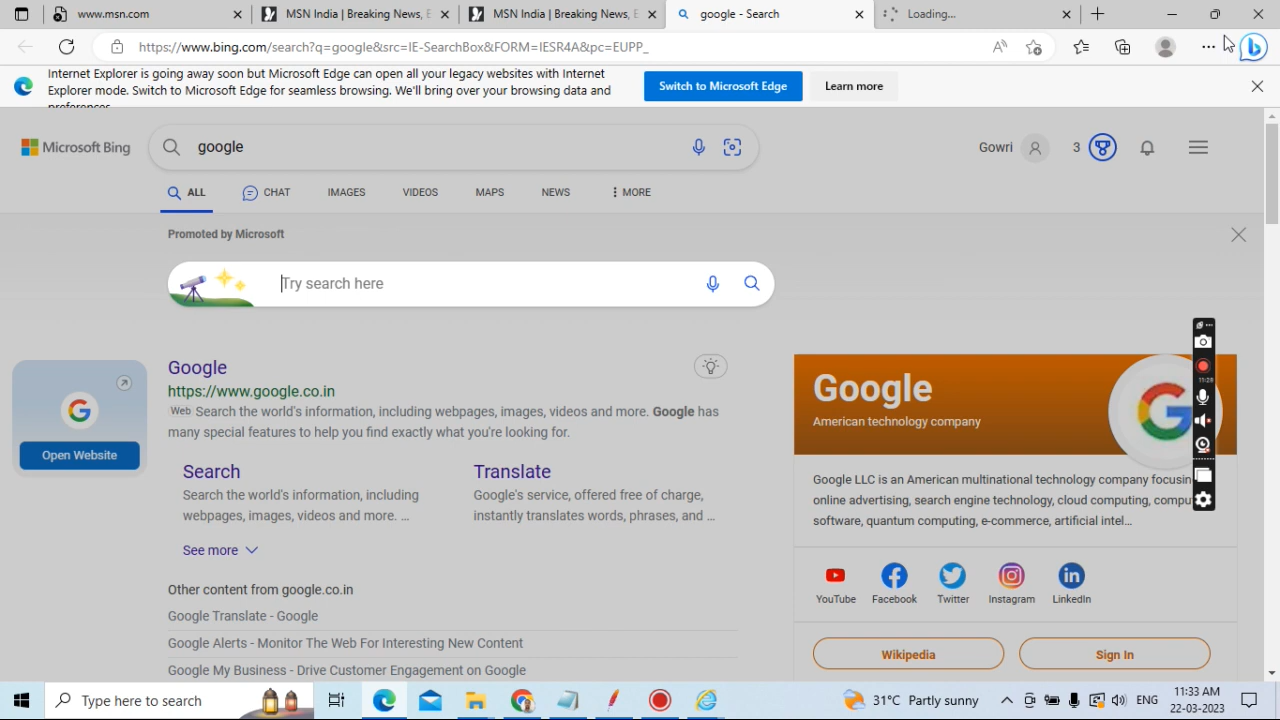 www.msn.com
MSN India | Breaking News, E
MSN India | Breaking News, E
google - Search
Loading...
https://www.bing.com/search?q=google&src=IE-SearchBox&FORM=IESR4A&pc=EUPP_
Internet Explorer is going away soon but Microsoft Edge can open all your legacy websites with Internet
Explorer mode. Switch to Microsoft Edge for seamless browsing. We'll bring over your browsing data and
preferences.
Switch to Microsoft Edge
Learn more
Microsoft Bing
google
Gowri
3
ALL
CHAT
IMAGES
VIDEOS
MAPS
NEWS
MORE
Promoted by Microsoft
Try search here
Google
https://www.google.co.in
Web Search the world's information, including webpages, images, videos and more. Google has
many special features to help you find exactly what you're looking for.
Open Website
Search
Search the world's information, including
webpages, images, videos and more. ...
Translate
Google's service, offered free of charge,
instantly translates words, phrases, and ...
See more
Other content from google.co.in
Google Translate - Google
Google Alerts - Monitor The Web For Interesting New Content
Google My Business - Drive Customer Engagement on Google
Google
American technology company
Google LLC is an American multinational technology company focusin
online advertising, search engine technology, cloud computing, compu
software, quantum computing, e-commerce, artificial intel...
YouTube
Facebook
Twitter
Instagram
LinkedIn
Wikipedia
Sign In
11:28
Type here to search
31°C Partly sunny
ENG
11:33 AM
22-03-2023